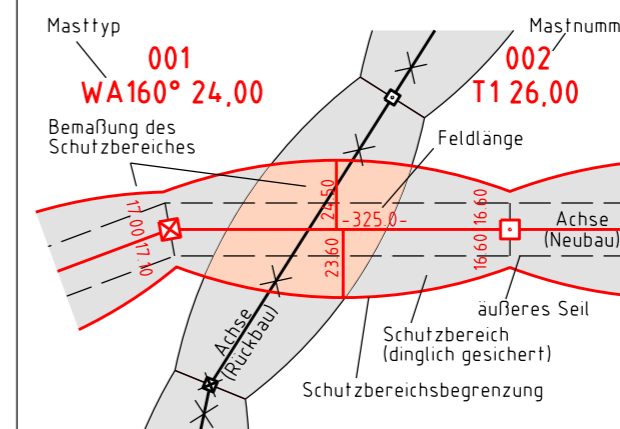 Masttyp
Mastnumm
001
002
WA160° 24,00
T1 26,00
Bemaßung des
Schutzbereiches
Feldlänge
24.50
-325.0-
17.00
17.10
16.60
16.60
23.60
Achse
(Neubau)
Achse
(Rückbau)
äußeres Seil
Schutzbereich
(dinglich gesichert)
Schutzbereichsbegrenzung